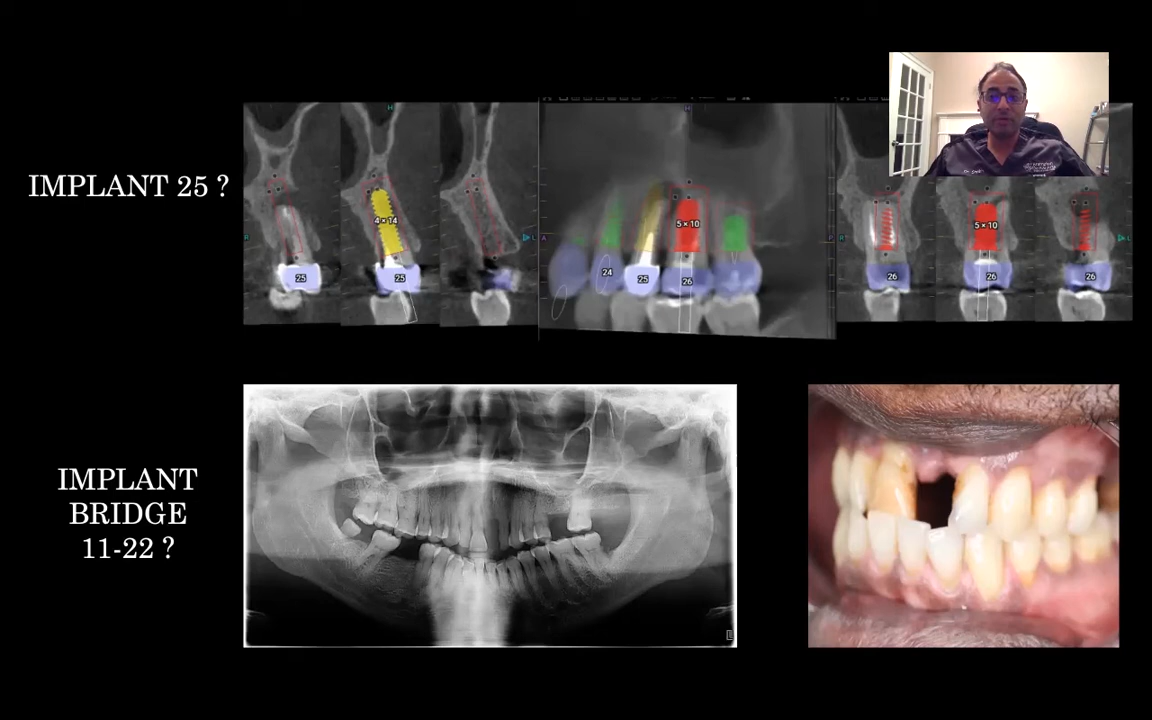 IMPLANT 25 ?
4 × 14
25
25
24
25
5 × 10
26
5 × 10
26
26
26
R
L
A
P
R
L
H
H
IMPLANT
BRIDGE
11-22 ?
L